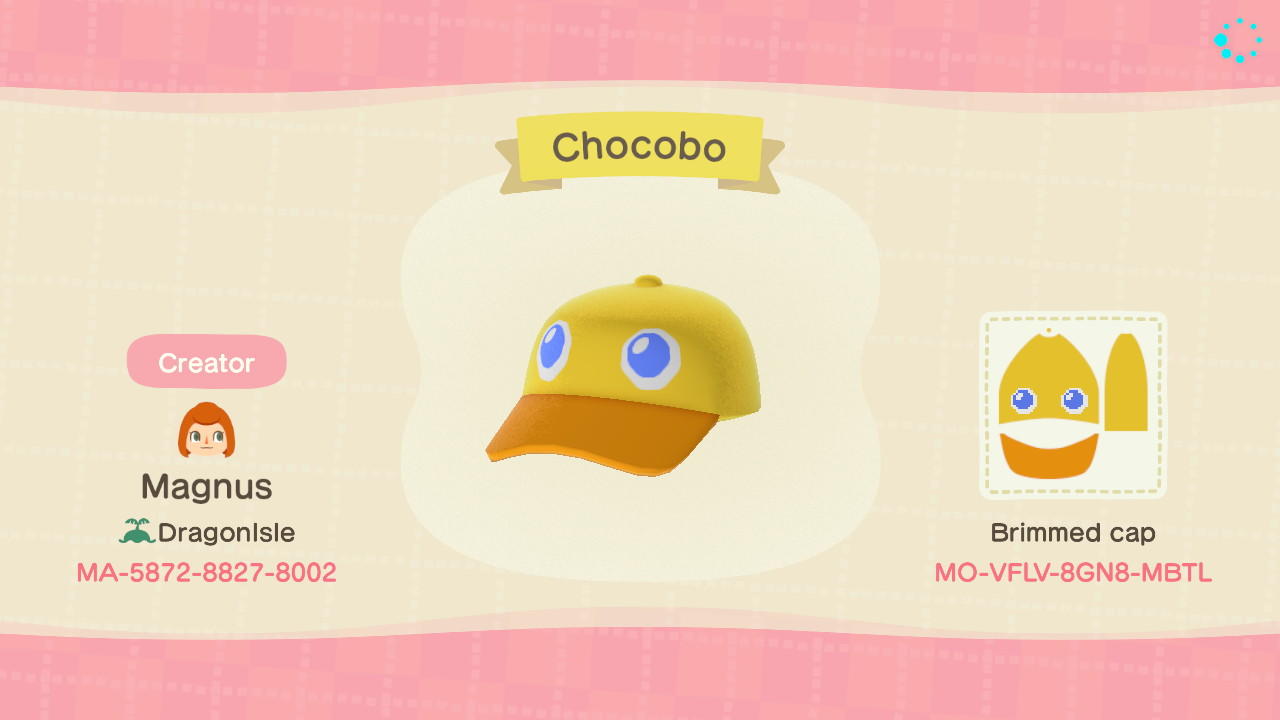 Chocobo
Creator
Magnus
DragonIsle
MA-5872-8827-8002
Brimmed cap
MO-VFLV-8GN8-MBTL